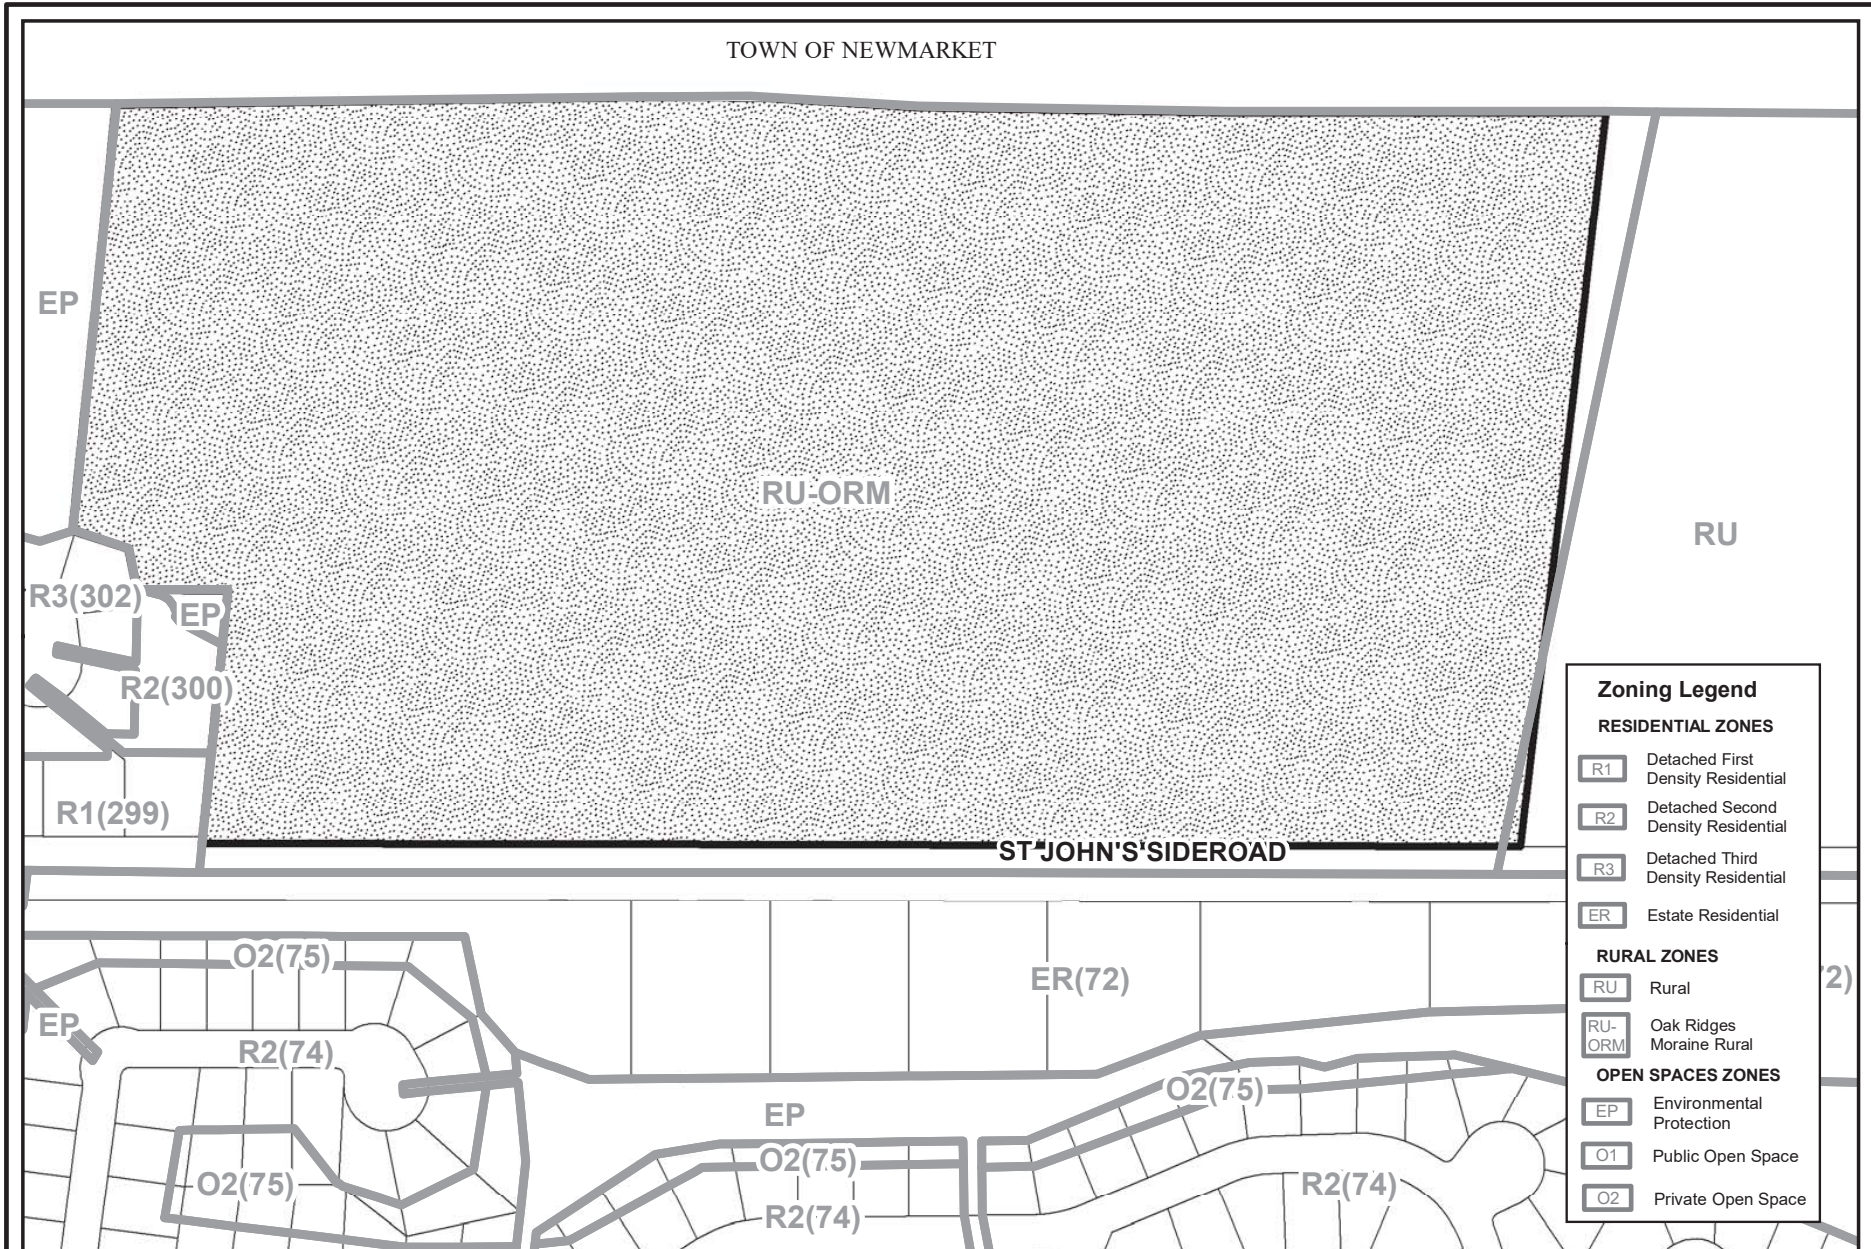 TOWN OF NEWMARKET
EP
RU-ORM
RU
R3(302)
EP
R2(300)
R1(299)
ST JOHN'S SIDEROAD
O2(75)
ER(72)
72)
EP
R2(74)
O2(75)
EP
O2(75)
O2(75)
R2(74)
R2(74)
Zoning Legend
RESIDENTIAL ZONES
R1 Detached First
Density Residential
R2 Detached Second
Density Residential
R3 Detached Third
Density Residential
ER Estate Residential
RURAL ZONES
RU Rural
RU- Oak Ridges
ORM Moraine Rural
OPEN SPACES ZONES
EP Environmental
Protection
O1 Public Open Space
O2 Private Open Space